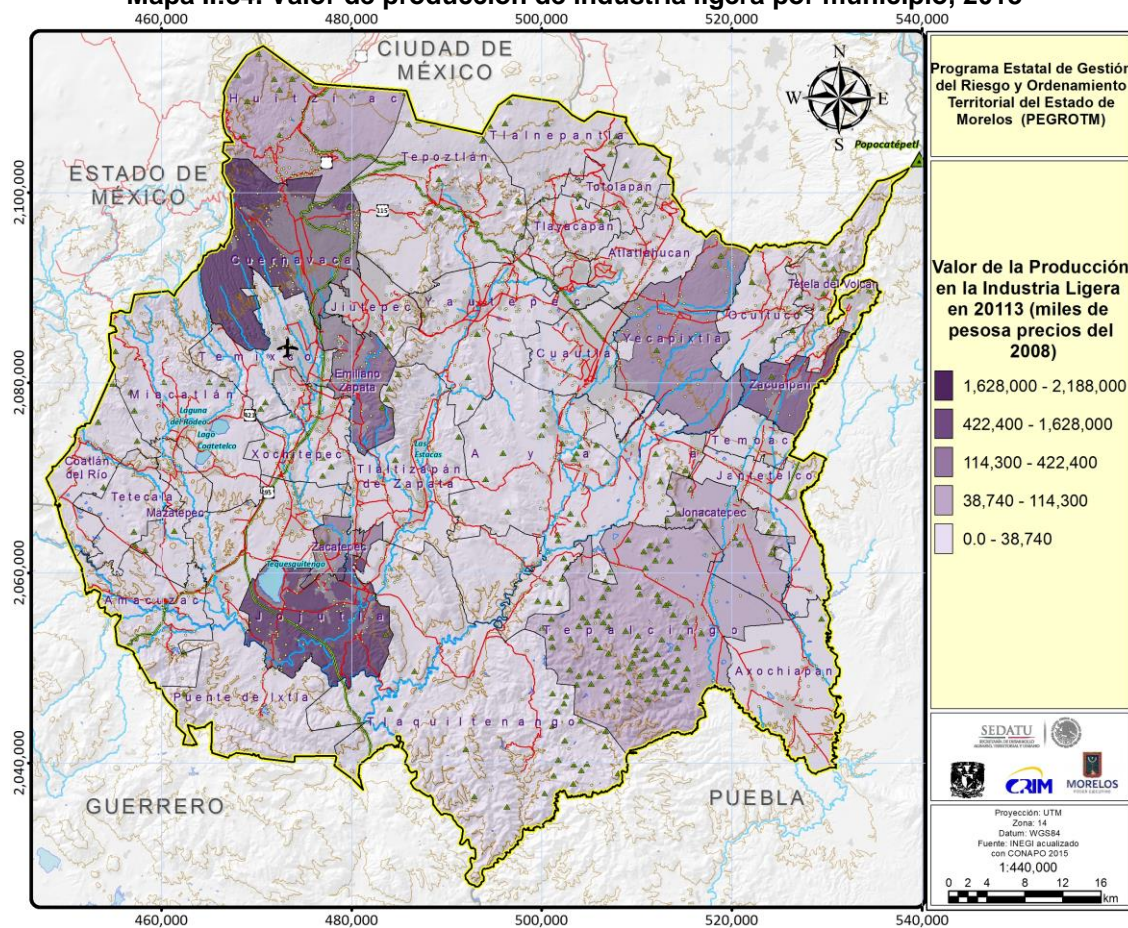 Mapa II.34. Valor de producción de industria ligera por municipio, 2013
460,000
480,000
500,000
520,000
540,000
CIUDAD DE
MÉXICO
N
W
E
S
Popocatépetl
Huitzilac
Tlalnepantla
Tepoztlán
ESTADO DE
MÉXICO
2,100,000
115
Totolapan
Tlayacapan
Atlatlahucan
Cuernavaca
Tetela del Volcán
Jiutepec
Yautepec
Ocuituco
Yecapixtla
Cuautla
Temixco
Emiliano
Zapata
Zacualpan
2,080,000
Miacatlán
Laguna
del Rodeo
Lago
Coatetelco
Las
Estacas
Xochitepec
Temoac
Ayala
Coatlán
del Río
Tlaltizapán
de Zapata
Jantetelco
Tetecala
Mazatepec
95
Jonacatepec
Zacatepec
2,060,000
Tequesquitengo
Amacuzac
Jojutla
Tepalcingo
Axochiapan
Puente de Ixtla
Tlaquiltenango
2,040,000
GUERRERO
PUEBLA
460,000
480,000
500,000
520,000
540,000
Programa Estatal de Gestión
del Riesgo y Ordenamiento
Territorial del Estado de
Morelos (PEGROTM)
Valor de la Producción
en la Industria Ligera
en 20113 (miles de
pesosa precios del
2008)
1,628,000 - 2,188,000
422,400 - 1,628,000
114,300 - 422,400
38,740 - 114,300
0.0 - 38,740
SEDATU
CRIM
MORELOS
Proyección: UTM
Zona: 14
Datum: WGS84
Fuente: INEGI acualizado
con CONAPO 2015
1:440,000
0 2 4 8 12 16
km